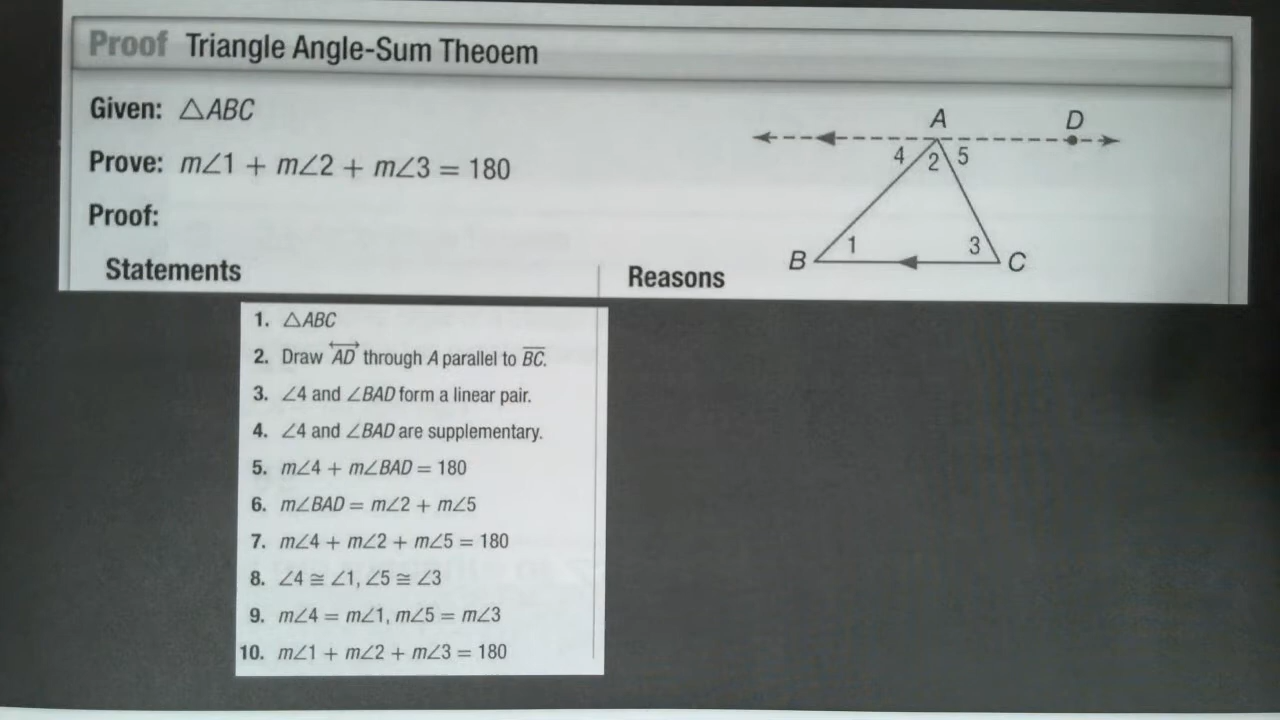 Proof Triangle Angle-Sum Theoem
Given: △ABC
Prove: m∠1 + m∠2 + m∠3 = 180
Proof:
Statements
Reasons
A
D
4
2
5
B
1
3
C
1. △ABC
2. Draw AD through A parallel to BC.
3. ∠4 and ∠BAD form a linear pair.
4. ∠4 and ∠BAD are supplementary.
5. m∠4 + m∠BAD = 180
6. m∠BAD = m∠2 + m∠5
7. m∠4 + m∠2 + m∠5 = 180
8. ∠4 ≅ ∠1, ∠5 ≅ ∠3
9. m∠4 = m∠1, m∠5 = m∠3
10. m∠1 + m∠2 + m∠3 = 180